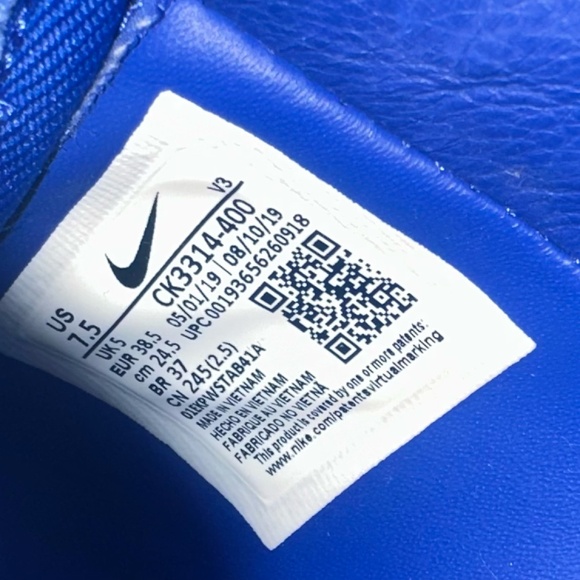 V3
CK3314-400
05/01/19 | 08/10/19
UPC 00193656260918
US
7.5
UK 5
EUR 38.5
cm 24.5
BR 37
CN 245(2.5)
01EKPWSTAB41A
MADE IN VIETNAM
HECHO EN VIETNAM
FABRIQUE AU VIETNAM
FABRICADO NO VIETNÃ
This product is covered by one or more patents:
www.nike.com/patentsvirtualmarking